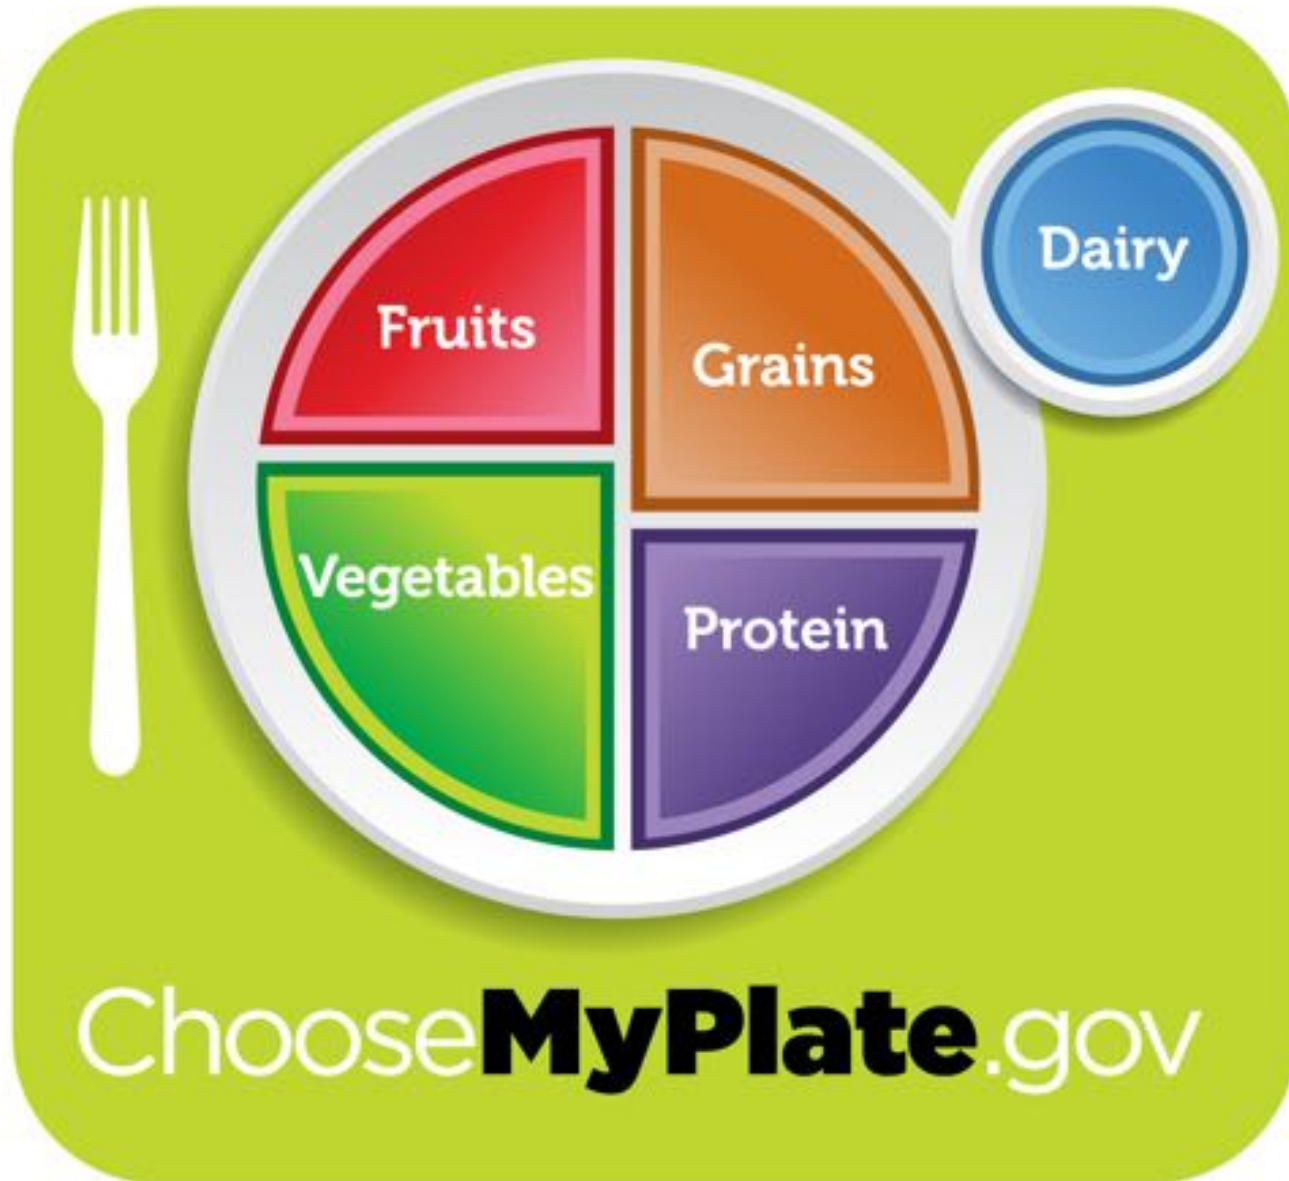 Fruits
Grains
Dairy
Vegetables
Protein
ChooseMyPlate.gov